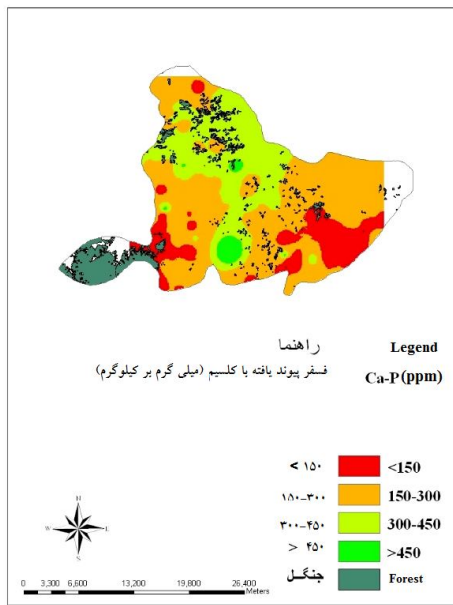 راهنما Legend
فسفر پیوند یافته با کلسیم (میلی گرم بر کیلوگرم) Ca-P (ppm)
< ۱۵۰ <150
۱۵۰-۳۰۰ 150-300
۳۰۰-۴۵۰ 300-450
> ۴۵۰ >450
جنگل Forest
N
W E
S
0 3,300 6,600 13,200 19,800 26,400
Meters